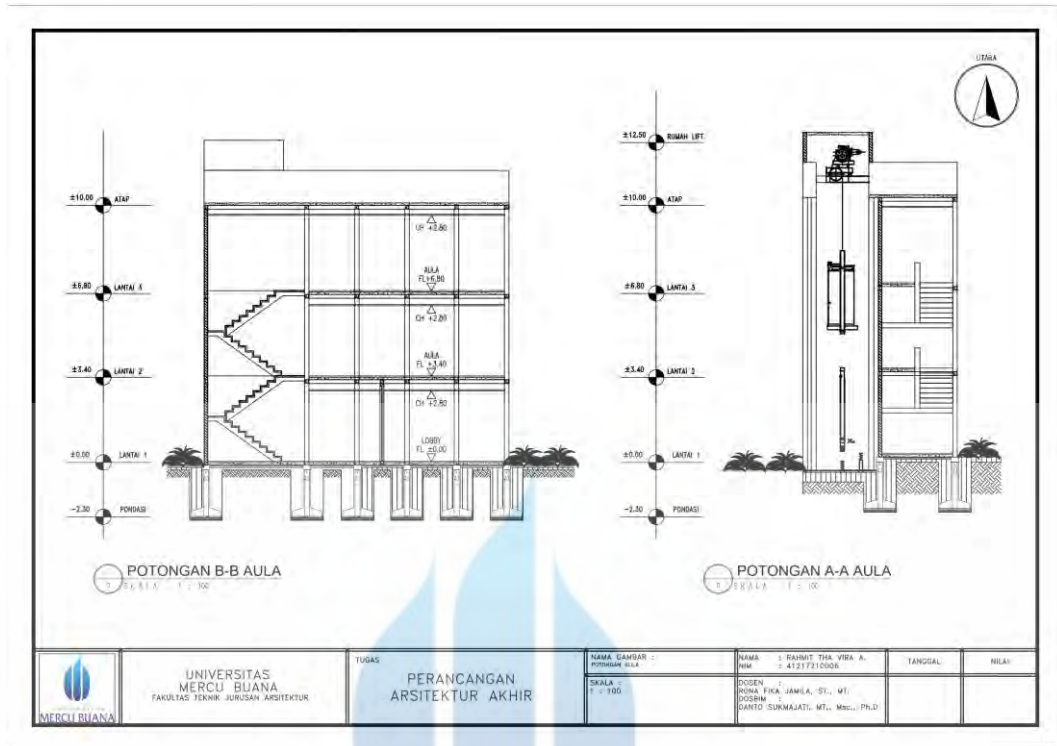 UTARA
±10.00 ATAP
±6.80 LANTAI 3
±3.40 LANTAI 2
±0.00 LANTAI 1
-2.30 PONDASI
+2.80
AULA
FL+6.80
CH +2.80
AULA
FL +3.40
CH +2.80
LOBBY
FL ±0.00
POTONGAN B-B AULA
SKALA 1 : 100
±12.50 RUMAH LIFT
±10.00 ATAP
±6.80 LANTAI 3
±3.40 LANTAI 2
±0.00 LANTAI 1
-2.30 PONDASI
POTONGAN A-A AULA
SKALA 1 : 100
MERCU BUANA
UNIVERSITAS
MERCU BUANA
FAKULTAS TEKNIK JURUSAN ARSITEKTUR
TUGAS
PERANCANGAN
ARSITEKTUR AKHIR
NAMA GAMBAR :
POTONGAN AULA
SKALA :
1 : 100
NAMA : RAHMIT THA VIRA A.
NIM : 41217210006
DOSEN :
RONA FIKA JAMILA, ST., MT.
DOSBIM :
DANTO SUKMAJATI, MT., Msc., Ph.D
TANGGAL
NILAI